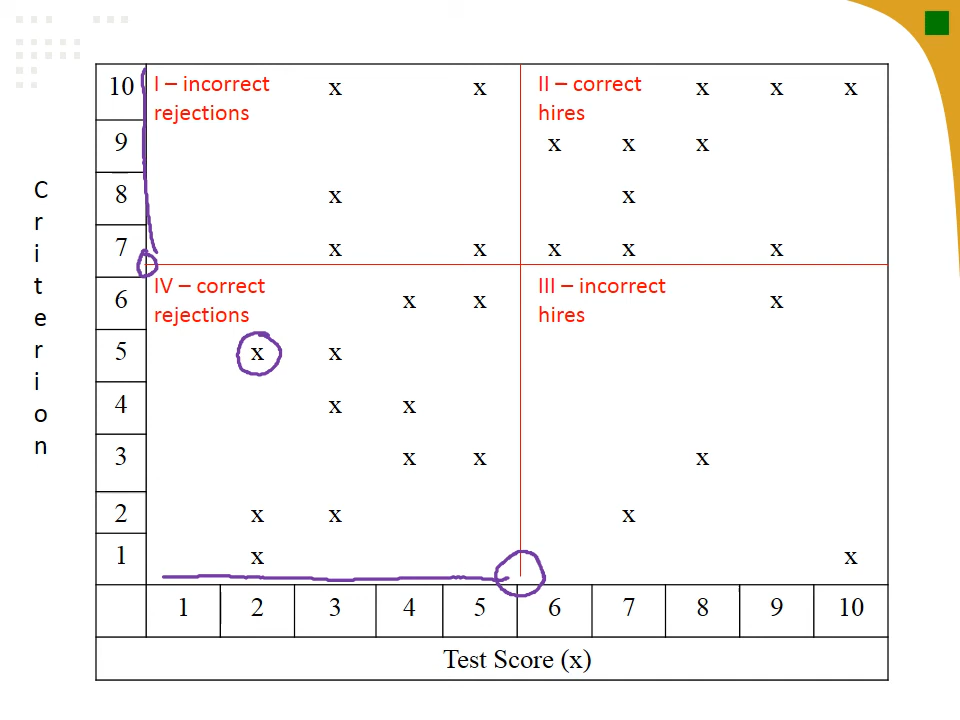 Criterion
10 I – incorrect rejections x x II – correct hires x x x
9 x x x
8 x x
7 x x x x x
6 IV – correct rejections x x III – incorrect hires x
5 x x
4 x x
3 x x x
2 x x x
1 x x
1 2 3 4 5 6 7 8 9 10
Test Score (x)